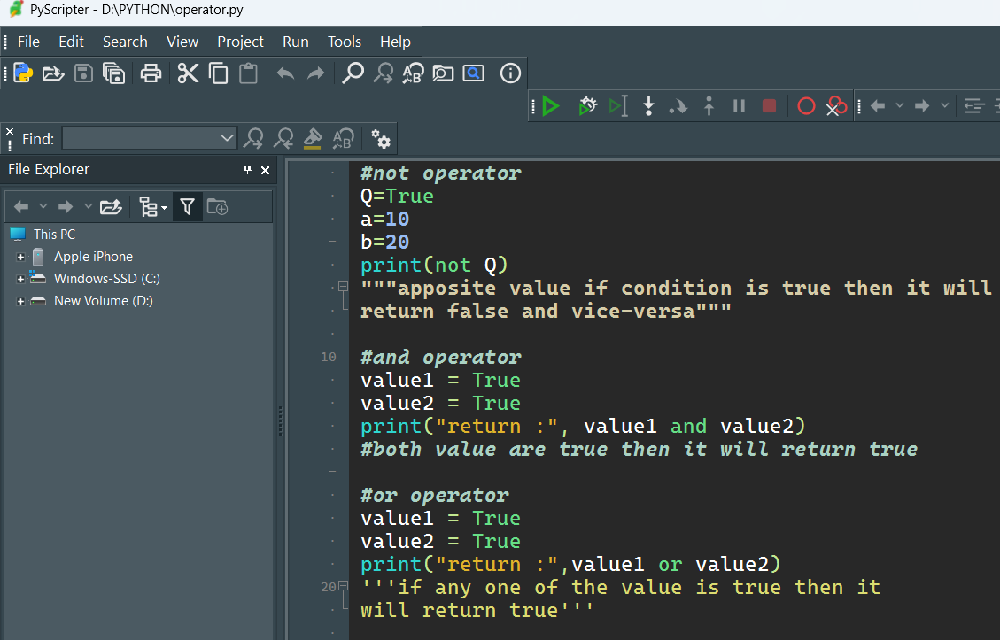 PyScripter - D:\PYTHON\operator.py
File Edit Search View Project Run Tools Help
Find:
File Explorer
This PC
Apple iPhone
Windows-SSD (C:)
New Volume (D:)
#not operator
Q=True
a=10
b=20
print(not Q)
"""apposite value if condition is true then it will
return false and vice-versa"""
10 #and operator
value1 = True
value2 = True
print("return :", value1 and value2)
#both value are true then it will return true
#or operator
value1 = True
value2 = True
print("return :",value1 or value2)
20 '''if any one of the value is true then it
will return true'''